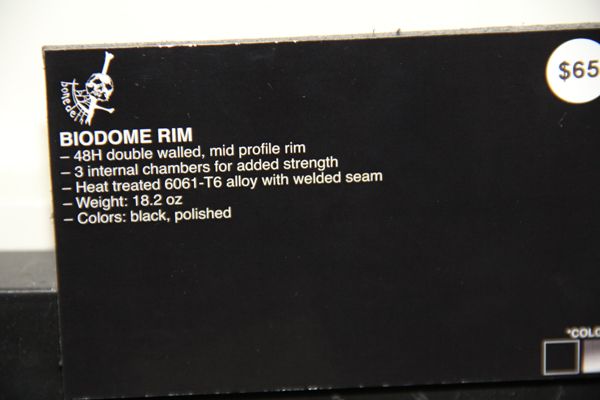 $65
bonedeth
BIODOME RIM
– 48H double walled, mid profile rim
– 3 internal chambers for added strength
– Heat treated 6061-T6 alloy with welded seam
– Weight: 18.2 oz
– Colors: black, polished